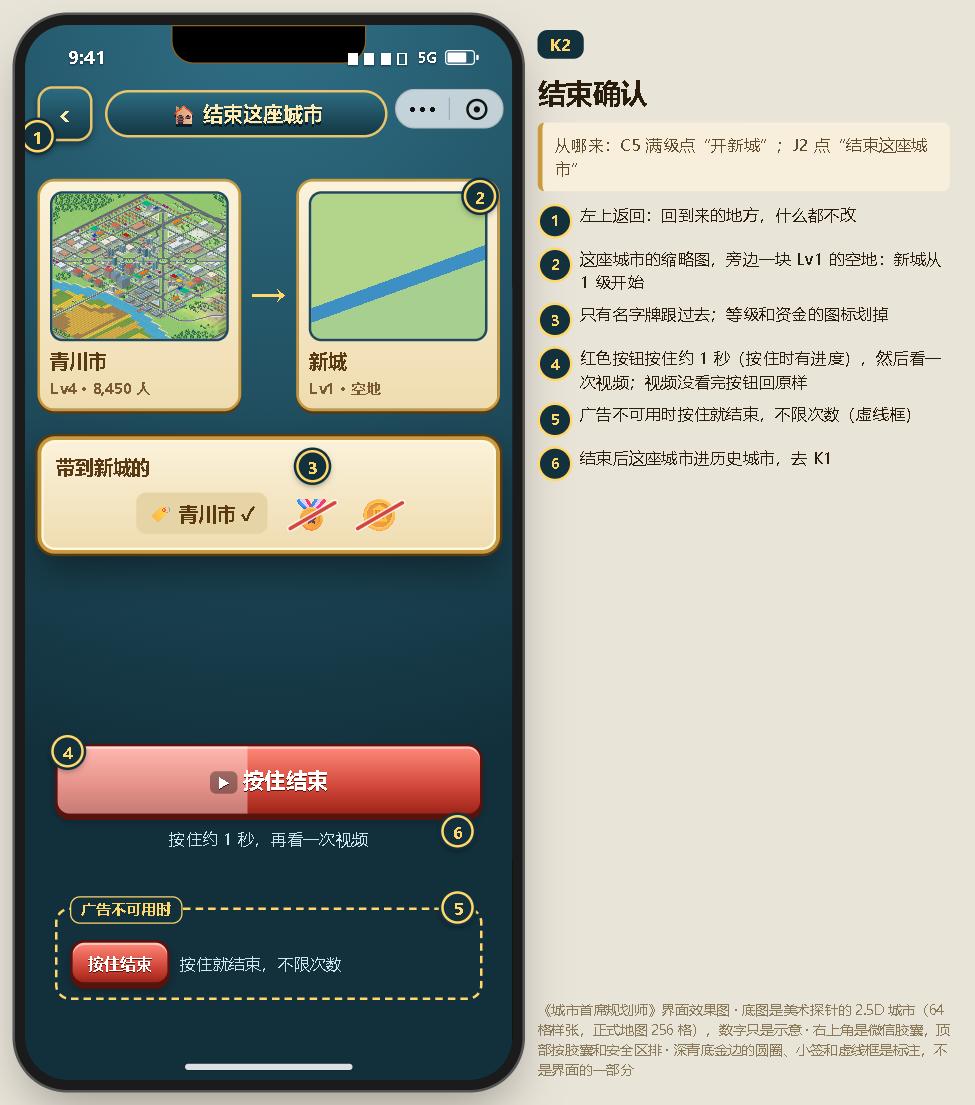 9:41
5G
‹
结束这座城市
1
2
青川市
Lv4 · 8,450 人
→
新城
Lv1 · 空地
带到新城的
3
青川市 ✓
4
按住结束
按住约 1 秒，再看一次视频
6
广告不可用时
5
按住结束
按住就结束，不限次数
K2
结束确认
从哪来：C5 满级点“开新城”；J2 点“结束这座城
市”
1 左上返回：回到来的地方，什么都不改
2 这座城市的缩略图，旁边一块 Lv1 的空地：新城从
1 级开始
3 只有名字牌跟过去；等级和资金的图标划掉
4 红色按钮按住约 1 秒（按住时有进度），然后看一
次视频；视频没看完按钮回原样
5 广告不可用时按住就结束，不限次数（虚线框）
6 结束后这座城市进历史城市，去 K1
《城市首席规划师》界面效果图 · 底图是美术探针的 2.5D 城市（64
格样张，正式地图 256 格），数字只是示意 · 右上角是微信胶囊，顶
部按胶囊和安全区排 · 深青底金边的圆圈、小签和虚线框是标注，不
是界面的一部分